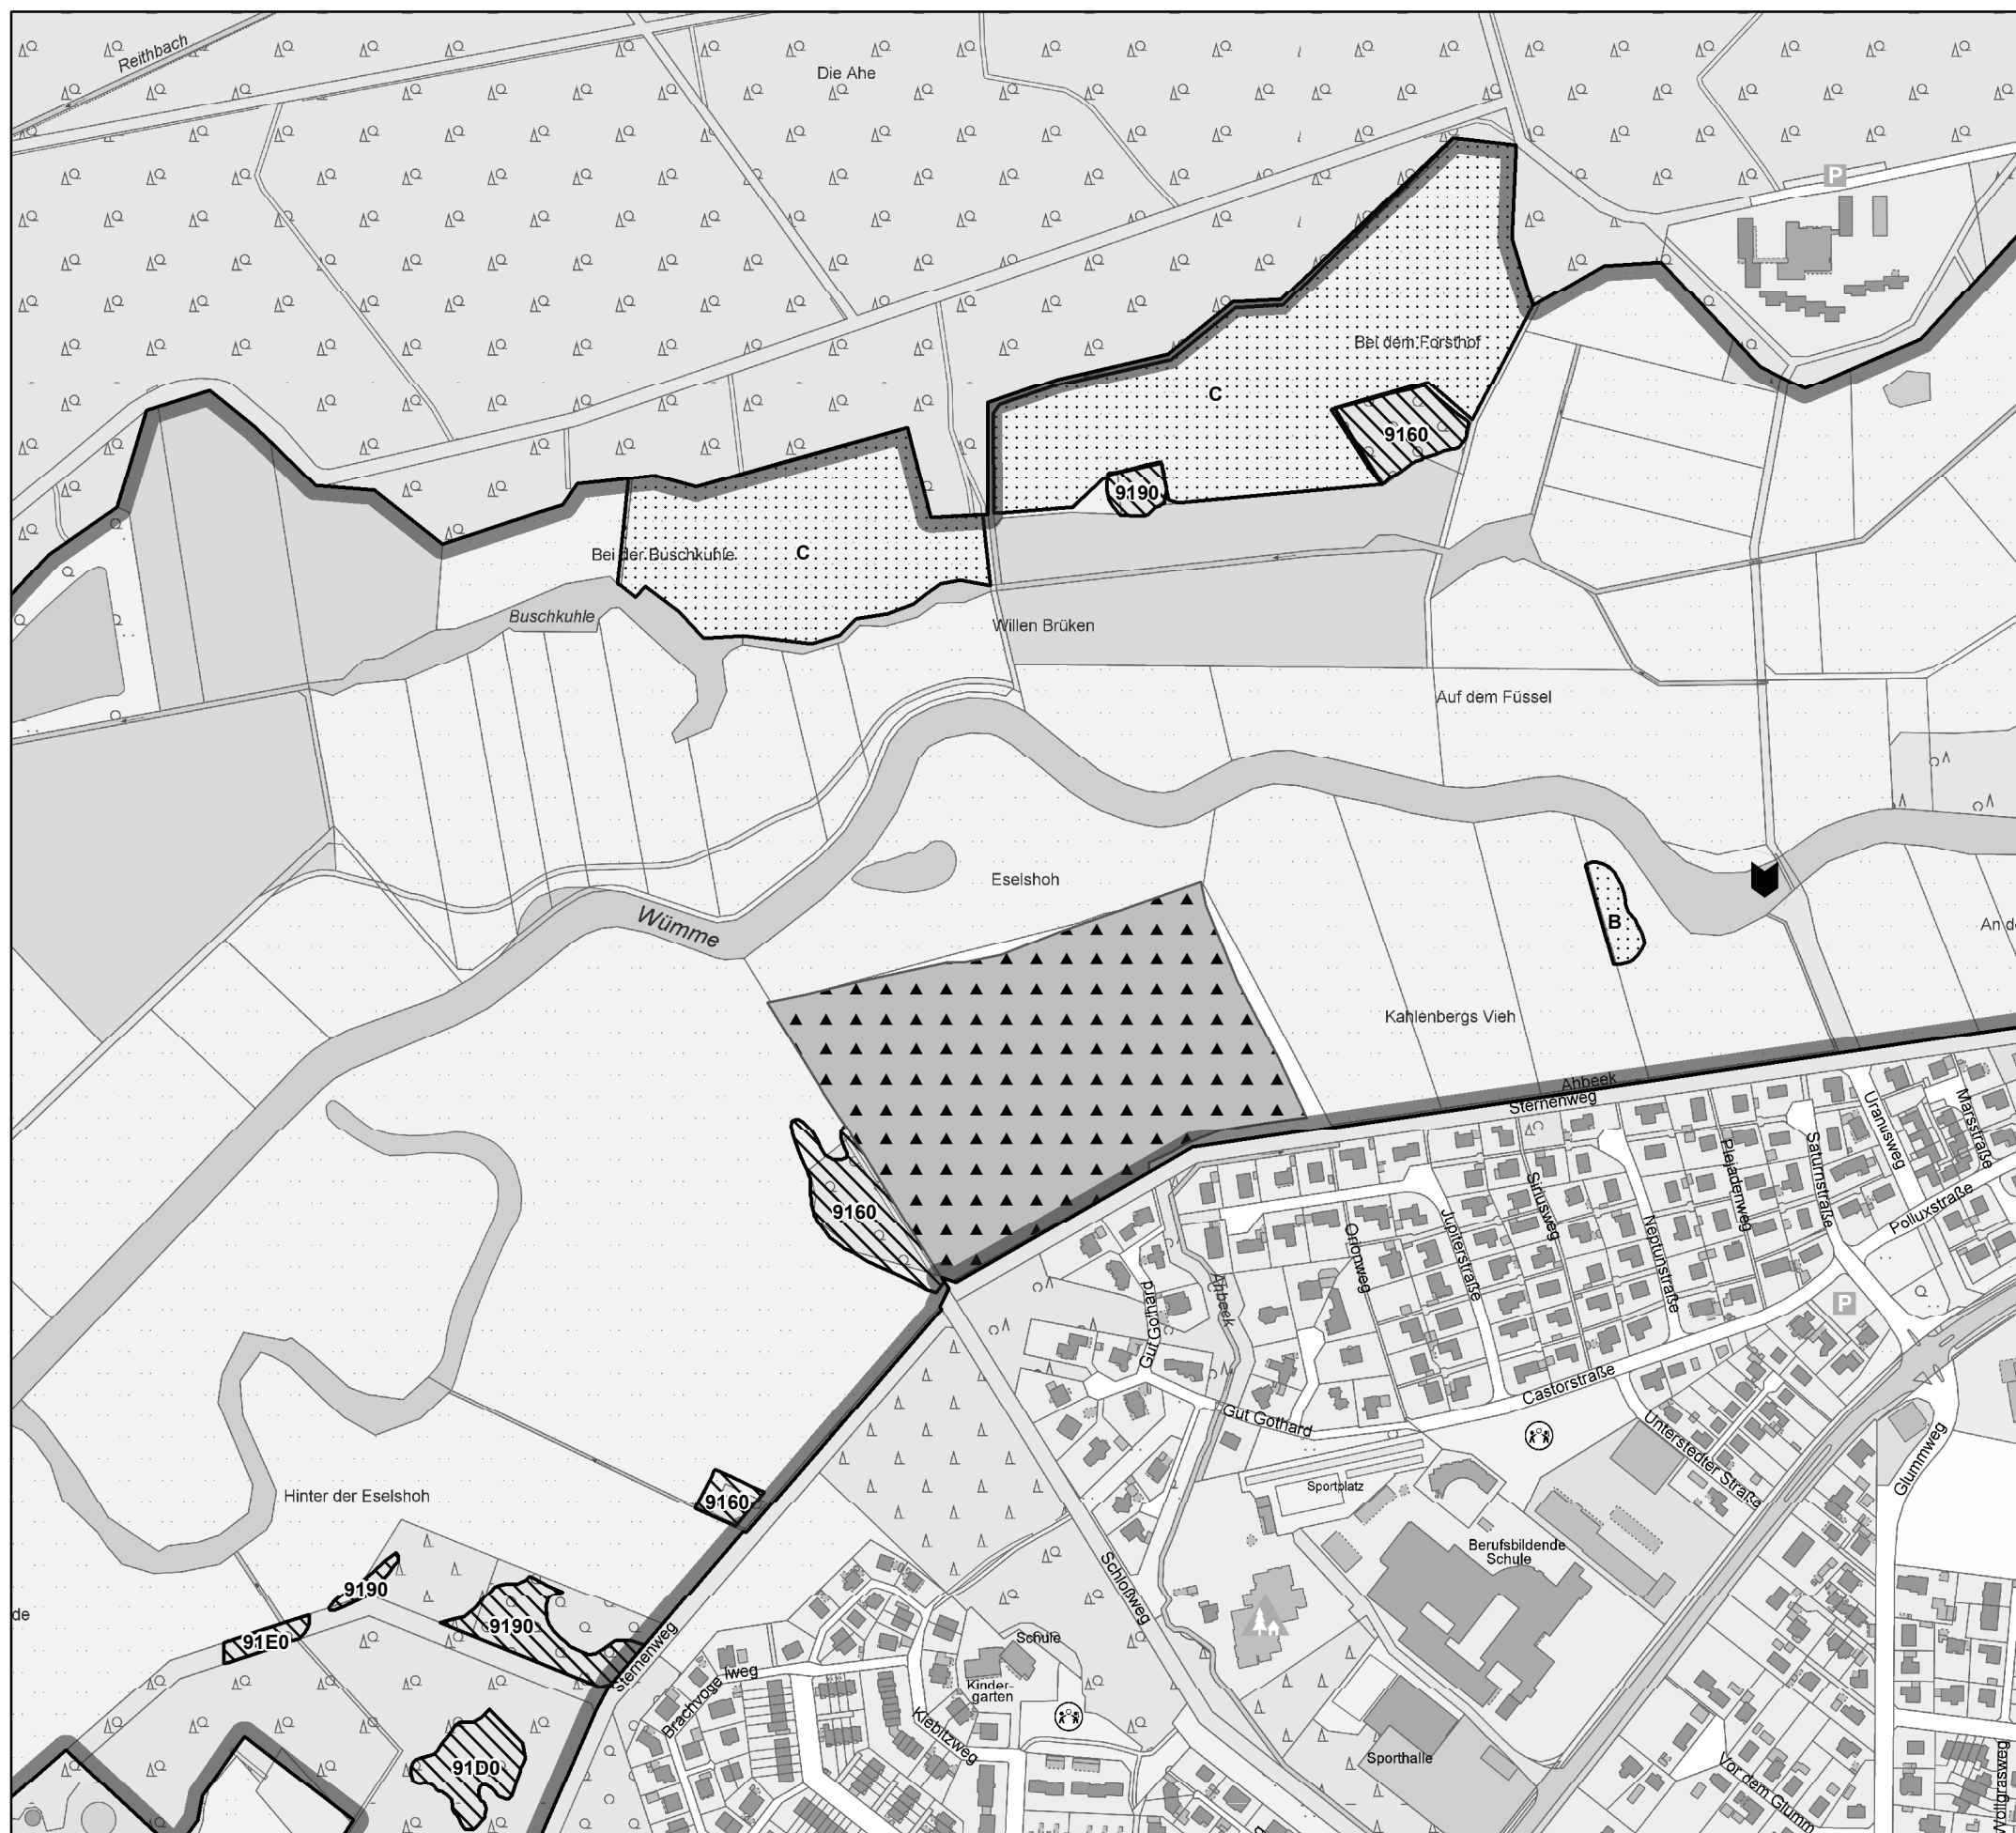 Reithbach
Die Ahe
P
Bei dem Forsthof
C
9160
9190
Bei der Buschkuhle
C
Buschkuhle
Willen Brüken
Auf dem Füssel
Eselshoh
Wümme
B
An d
Kahlenbergs Vieh
Ahbeek
Sternenweg
Uranusweg
Marsstraße
Saturnstraße
Plejadenweg
Siriusweg
Polluxstraße
Neptunstraße
Jupiterstraße
Orionweg
9160
Ahbeek
Gut Gothard
P
Castorstraße
Gut Gothard
Unterstedter Straße
Glummweg
Sportplatz
Hinter der Eselshoh
9160
Berufsbildende
Schule
Schloßweg
9190
de
9190
91E0
Sternenweg
Schule
Kinder-
garten
Brachvoge
lweg
Kiebitzweg
91D0
Sporthalle
Vor dem Glumm
Wollgrasweg